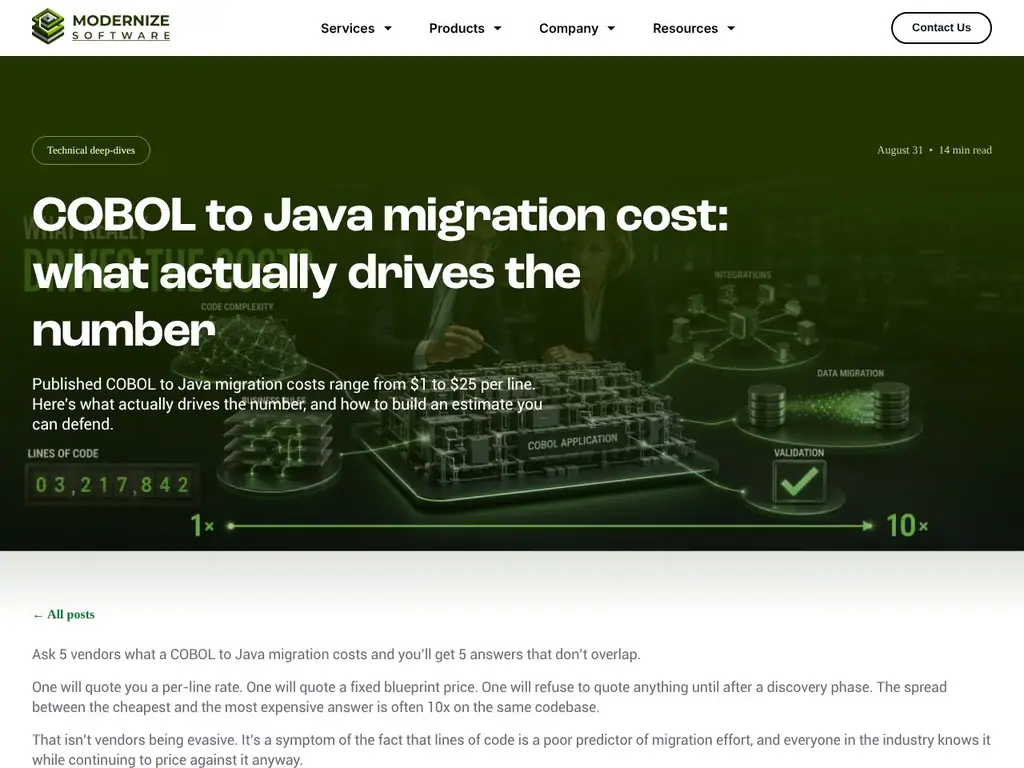 MODERNIZE
SOFTWARE
Services
Products
Company
Resources
Contact Us
Technical deep-dives
August 31 • 14 min read
WHAT REALLY
DRIVES THE COSTS
COBOL to Java migration cost:
what actually drives the
number
INTEGRATIONS
CODE COMPLEXITY
DATA MIGRATION
Published COBOL to Java migration costs range from $1 to $25 per line.
Here's what actually drives the number, and how to build an estimate you
can defend.
BUSINESS RULES
COBOL APPLICATION
LINES OF CODE
03,217,842
VALIDATION
1×
10×
← All posts
Ask 5 vendors what a COBOL to Java migration costs and you'll get 5 answers that don't overlap.
One will quote you a per-line rate. One will quote a fixed blueprint price. One will refuse to quote anything until after a discovery phase. The spread
between the cheapest and the most expensive answer is often 10x on the same codebase.
That isn't vendors being evasive. It's a symptom of the fact that lines of code is a poor predictor of migration effort, and everyone in the industry knows it
while continuing to price against it anyway.